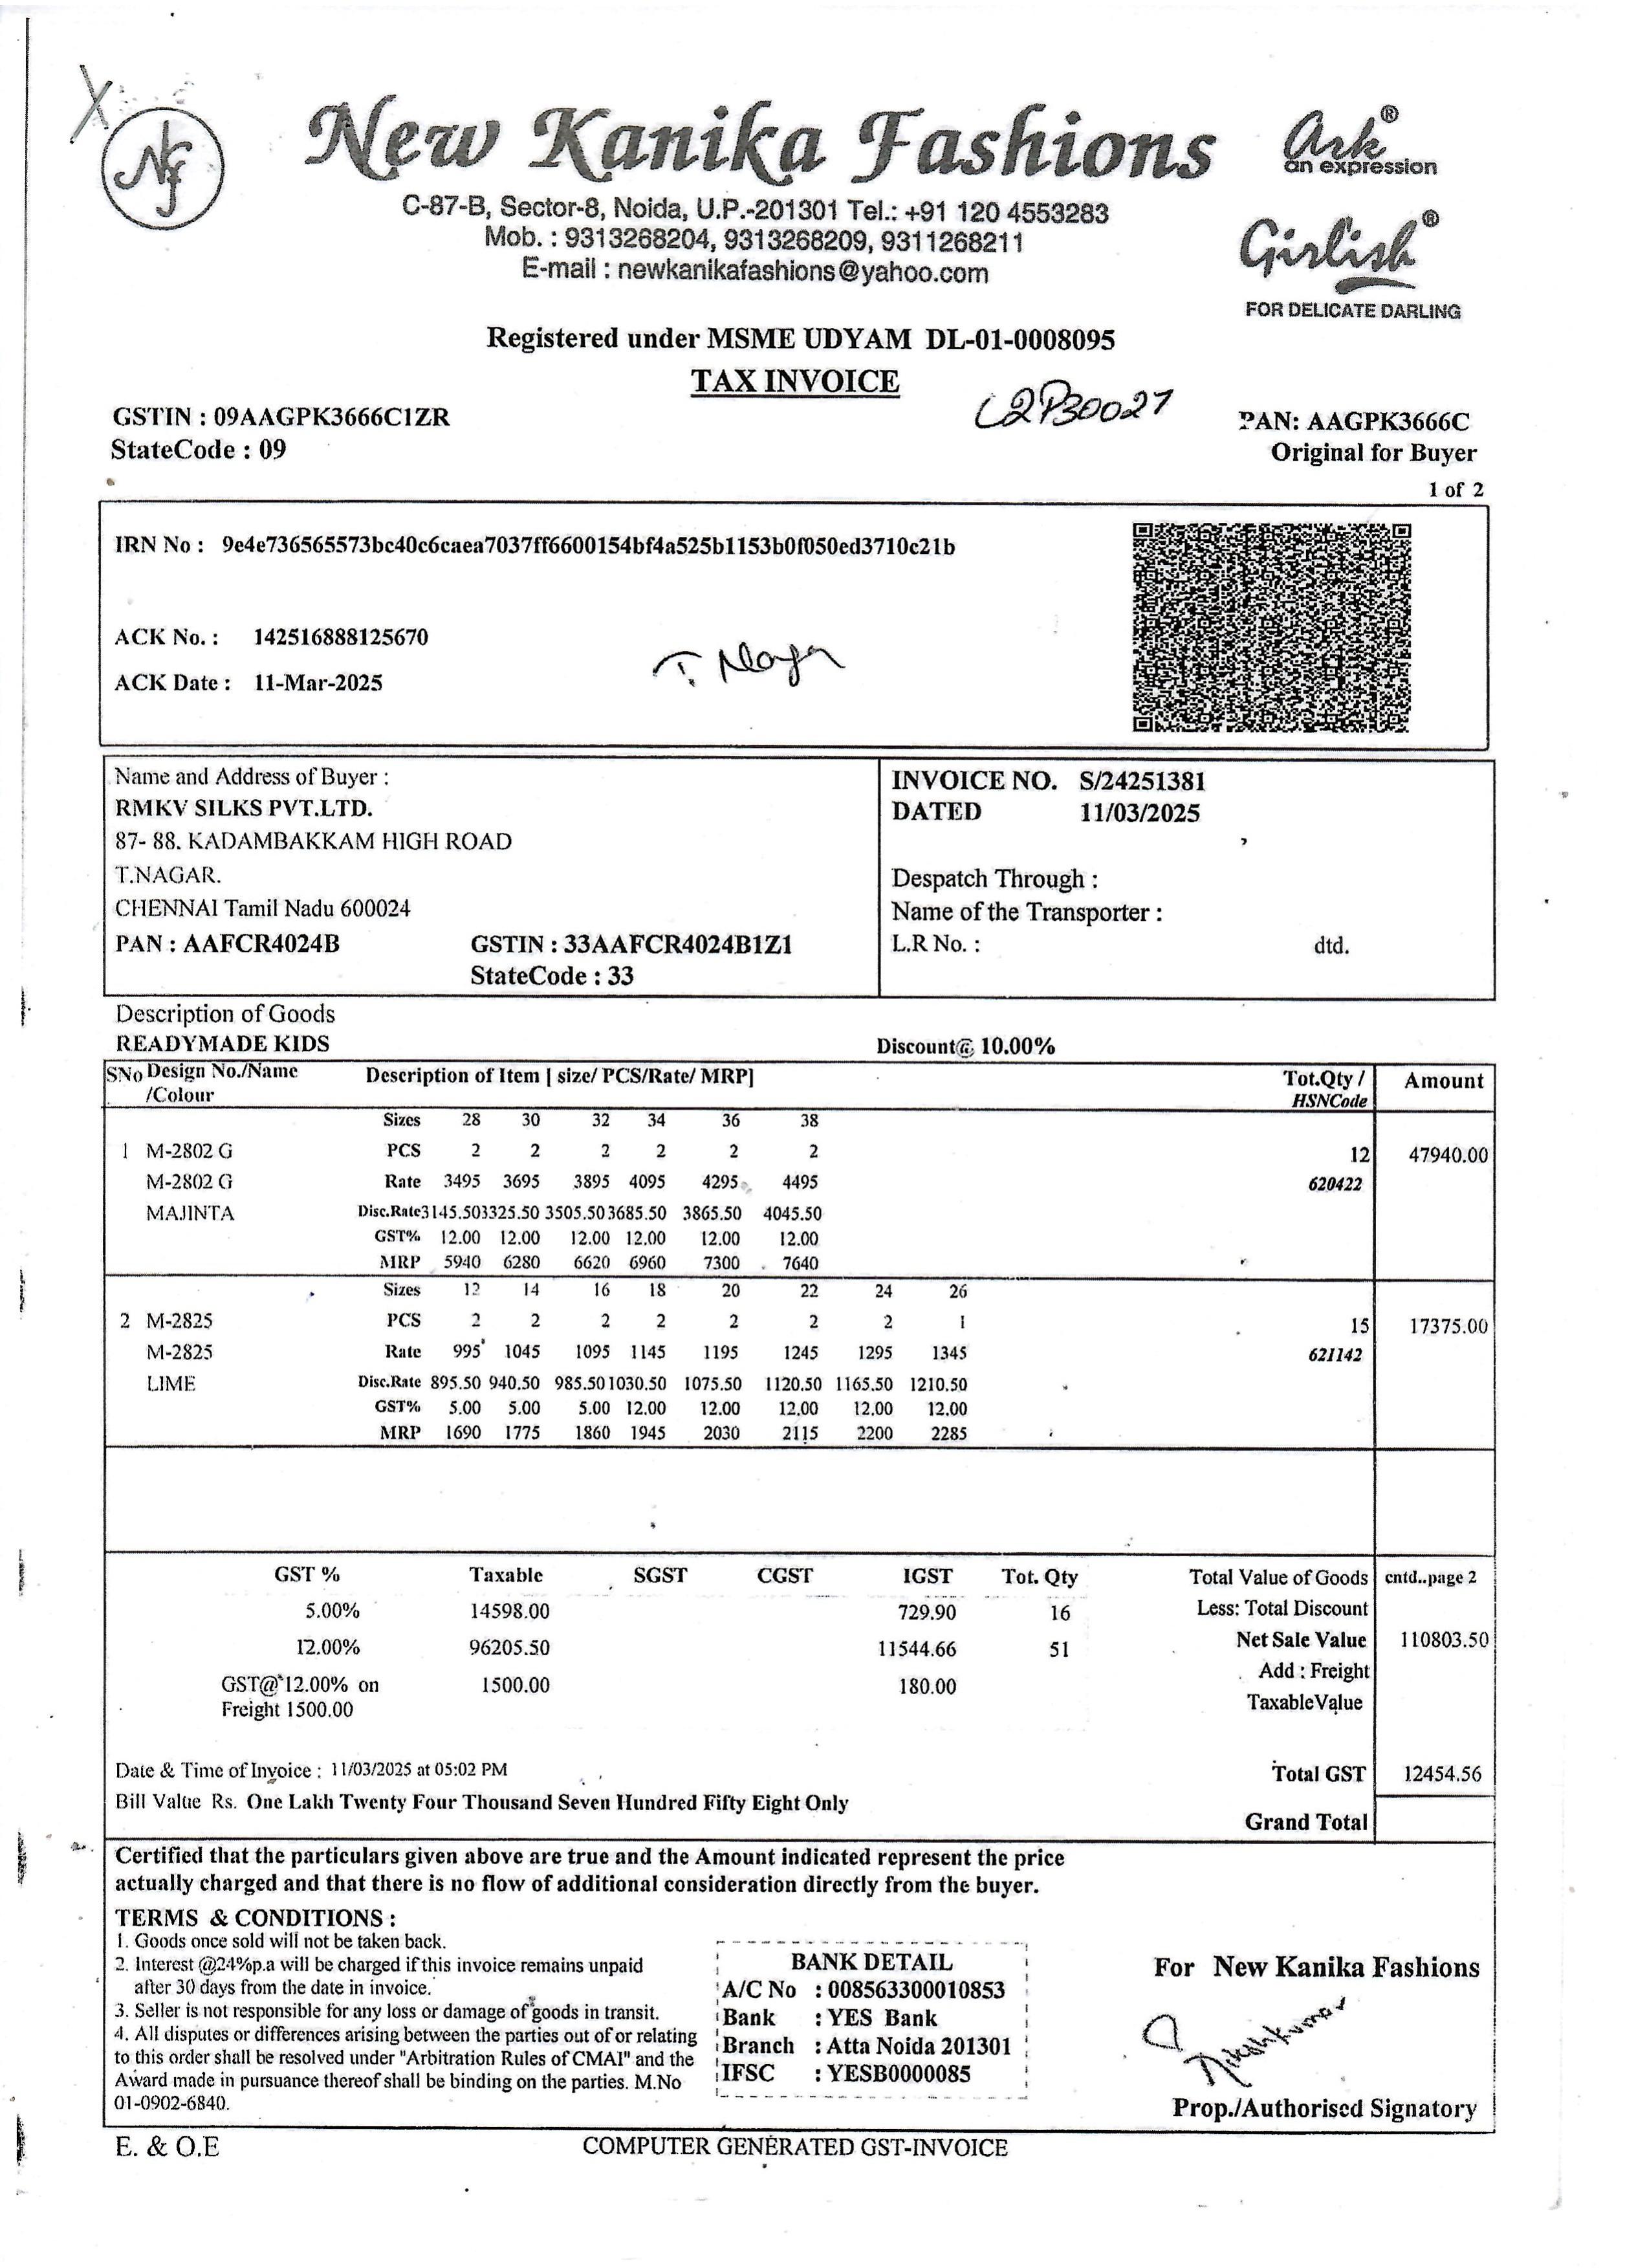 New Kanika Fashions
Ark®
an expression
C-87-B, Sector-8, Noida, U.P.-201301 Tel.: +91 120 4553283
Mob. : 9313268204, 9313268209, 9311268211
E-mail : newkanikafashions@yahoo.com
Girlish®
FOR DELICATE DARLING
Registered under MSME UDYAM DL-01-0008095
TAX INVOICE
GSTIN : 09AAGPK3666C1ZR
PAN: AAGPK3666C
StateCode : 09
Original for Buyer
1 of 2
IRN No : 9e4e736565573bc40c6caea7037ff6600154bf4a525b1153b0f050ed3710c21b
ACK No. : 142516888125670
T. Nagar
ACK Date : 11-Mar-2025
Name and Address of Buyer :
RMKV SILKS PVT.LTD.
87- 88. KADAMBAKKAM HIGH ROAD
T.NAGAR.
CHENNAI Tamil Nadu 600024
PAN : AAFCR4024B GSTIN : 33AAFCR4024B1Z1
StateCode : 33
INVOICE NO. S/24251381
DATED 11/03/2025
Despatch Through :
Name of the Transporter :
L.R No. : dtd.
Description of Goods
READYMADE KIDS Discount@ 10.00%
SNo Design No./Name /Colour Description of Item [ size/ PCS/Rate/ MRP] Tot.Qty / HSNCode Amount
Sizes 28 30 32 34 36 38
1 M-2802 G PCS 2 2 2 2 2 2 12 47940.00
M-2802 G Rate 3495 3695 3895 4095 4295 4495 620422
MAJINTA Disc.Rate 3145.50 3325.50 3505.50 3685.50 3865.50 4045.50
GST% 12.00 12.00 12.00 12.00 12.00 12.00
MRP 5940 6280 6620 6960 7300 7640
Sizes 12 14 16 18 20 22 24 26
2 M-2825 PCS 2 2 2 2 2 2 2 1 15 17375.00
M-2825 Rate 995 1045 1095 1145 1195 1245 1295 1345 621142
LIME Disc.Rate 895.50 940.50 985.50 1030.50 1075.50 1120.50 1165.50 1210.50
GST% 5.00 5.00 5.00 12.00 12.00 12.00 12.00 12.00
MRP 1690 1775 1860 1945 2030 2115 2200 2285
GST % Taxable SGST CGST IGST Tot. Qty
5.00% 14598.00 729.90 16
12.00% 96205.50 11544.66 51
GST@ 12.00% on 1500.00 180.00
Freight 1500.00
Total Value of Goods cntd..page 2
Less: Total Discount
Net Sale Value 110803.50
Add : Freight
TaxableValue
Date & Time of Invoice : 11/03/2025 at 05:02 PM
Total GST 12454.56
Bill Value Rs. One Lakh Twenty Four Thousand Seven Hundred Fifty Eight Only
Grand Total
Certified that the particulars given above are true and the Amount indicated represent the price
actually charged and that there is no flow of additional consideration directly from the buyer.
TERMS & CONDITIONS :
1. Goods once sold will not be taken back.
2. Interest @24%p.a will be charged if this invoice remains unpaid
after 30 days from the date in invoice.
3. Seller is not responsible for any loss or damage of goods in transit.
4. All disputes or differences arising between the parties out of or relating
to this order shall be resolved under "Arbitration Rules of CMAI" and the
Award made in pursuance thereof shall be binding on the parties. M.No
01-0902-6840.
BANK DETAIL
A/C No : 008563300010853
Bank : YES Bank
Branch : Atta Noida 201301
IFSC : YESB0000085
For New Kanika Fashions
Prop./Authorised Signatory
E. & O.E
COMPUTER GENERATED GST-INVOICE